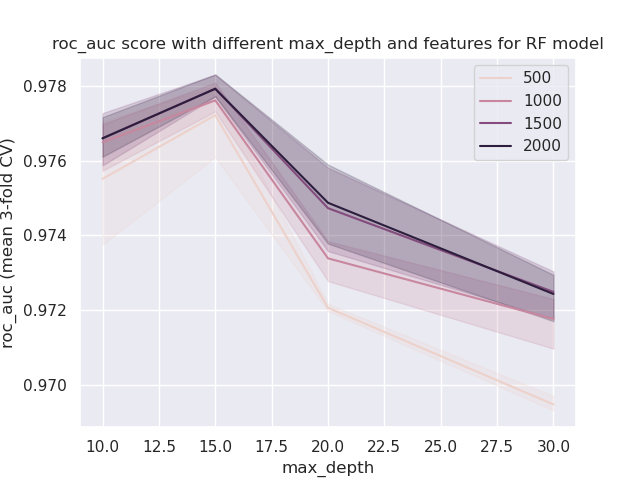 roc_auc score with different max_depth and features for RF model
0.978
0.976
0.974
0.972
0.970
roc_auc (mean 3-fold CV)
500
1000
1500
2000
10.0 12.5 15.0 17.5 20.0 22.5 25.0 27.5 30.0
max_depth